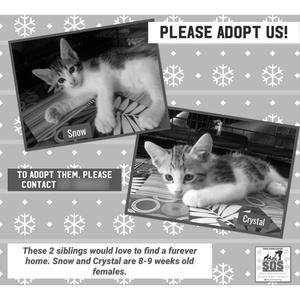 PLEASE ADOPT US!
Snow
TO ADOPT THEM, PLEASE
CONTACT
Crystal
These 2 siblings would love to find a furever
home. Snow and Crystal are 8-9 weeks old
females.
SOS